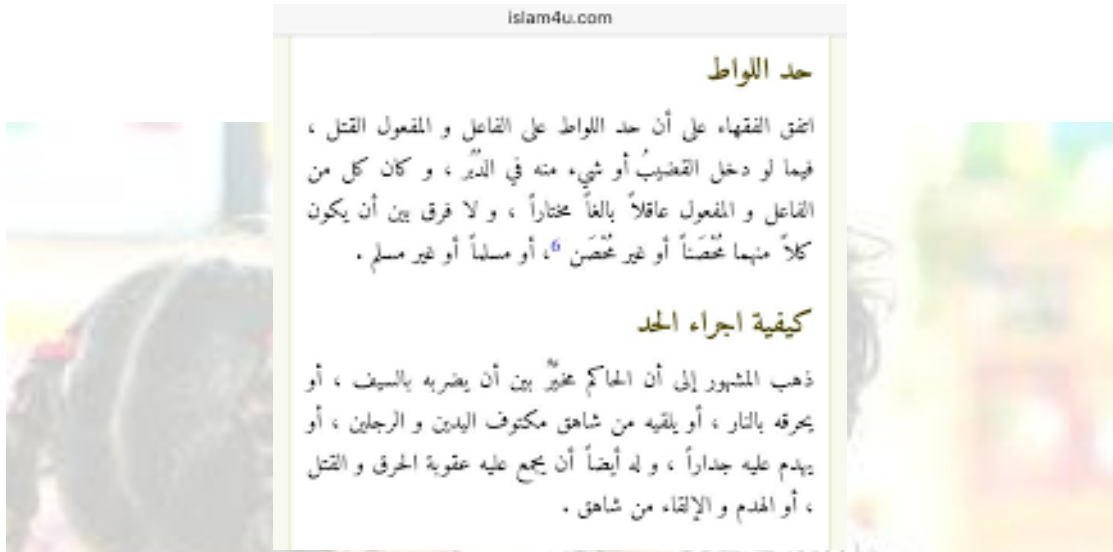 islam4u.com
حد اللواط
اتفق الفقهاء على أن حد اللواط على الفاعل و المفعول القتل ،
فيما لو دخل القضيبُ أو شيء منه في الدُبُر ، و كان كل من
الفاعل و المفعول عاقلاً بالغاً مختاراً ، و لا فرق بين أن يكون
كلاً منهما مُحْصَناً أو غير مُحْصَن 6، أو مسلماً أو غير مسلم .
كيفية اجراء الحد
ذهب المشهور إلى أن الحاكم مخيّرٌ بين أن يضربه بالسيف ، أو
يحرقه بالنار ، أو يلقيه من شاهق مكتوف اليدين و الرجلين ، أو
يهدم عليه جداراً ، و له أيضاً أن يجمع عليه عقوبة الحرق و القتل
، أو الهدم و الإلقاء من شاهق .